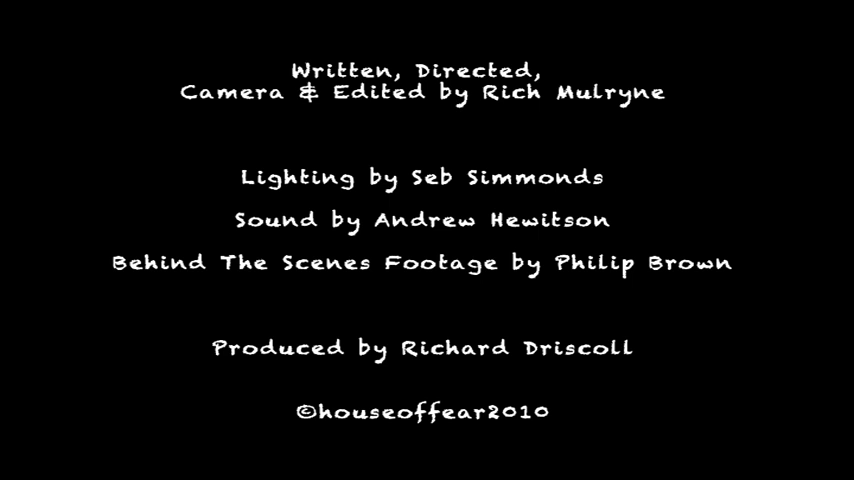 Written, Directed,
Camera & Edited by Rich Mulryne
Lighting by Seb Simmonds
Sound by Andrew Hewitson
Behind The Scenes Footage by Philip Brown
Produced by Richard Driscoll
©houseoffear2010